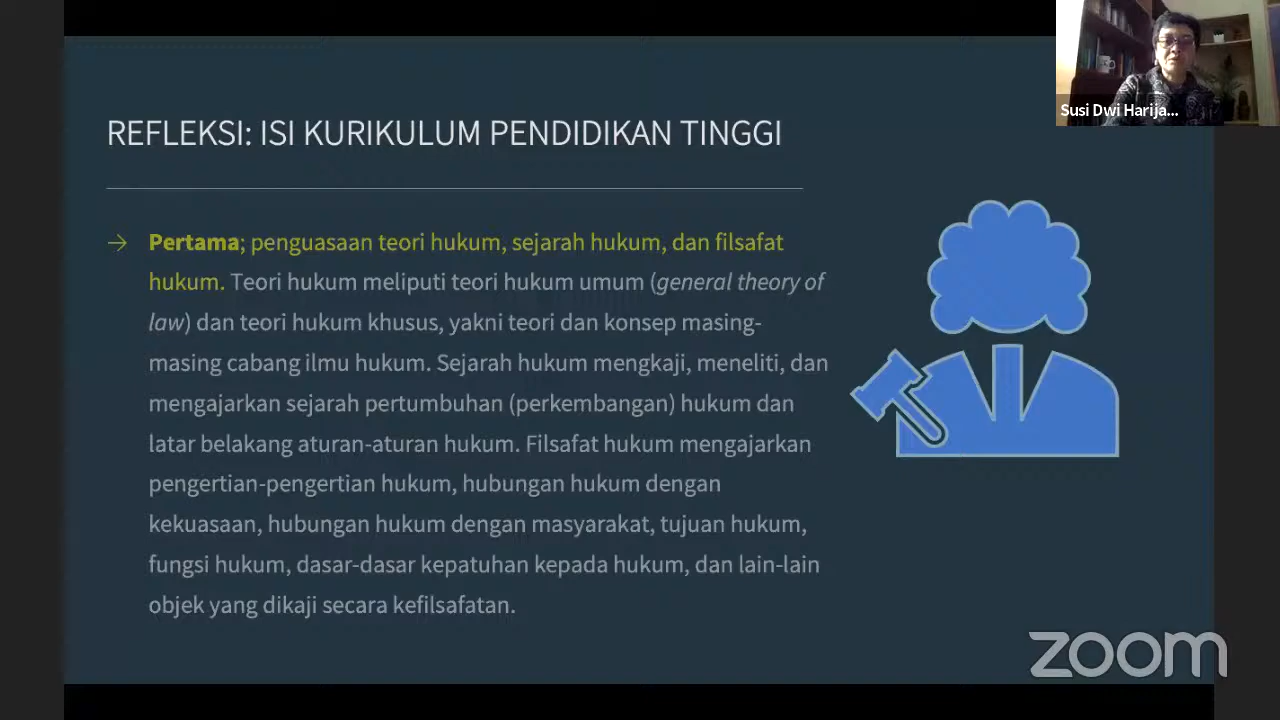 Susi Dwi Harija...
REFLEKSI: ISI KURIKULUM PENDIDIKAN TINGGI
→ Pertama; penguasaan teori hukum, sejarah hukum, dan filsafat
hukum. Teori hukum meliputi teori hukum umum (general theory of
law) dan teori hukum khusus, yakni teori dan konsep masing-
masing cabang ilmu hukum. Sejarah hukum mengkaji, meneliti, dan
mengajarkan sejarah pertumbuhan (perkembangan) hukum dan
latar belakang aturan-aturan hukum. Filsafat hukum mengajarkan
pengertian-pengertian hukum, hubungan hukum dengan
kekuasaan, hubungan hukum dengan masyarakat, tujuan hukum,
fungsi hukum, dasar-dasar kepatuhan kepada hukum, dan lain-lain
objek yang dikaji secara kefilsafatan.
zoom